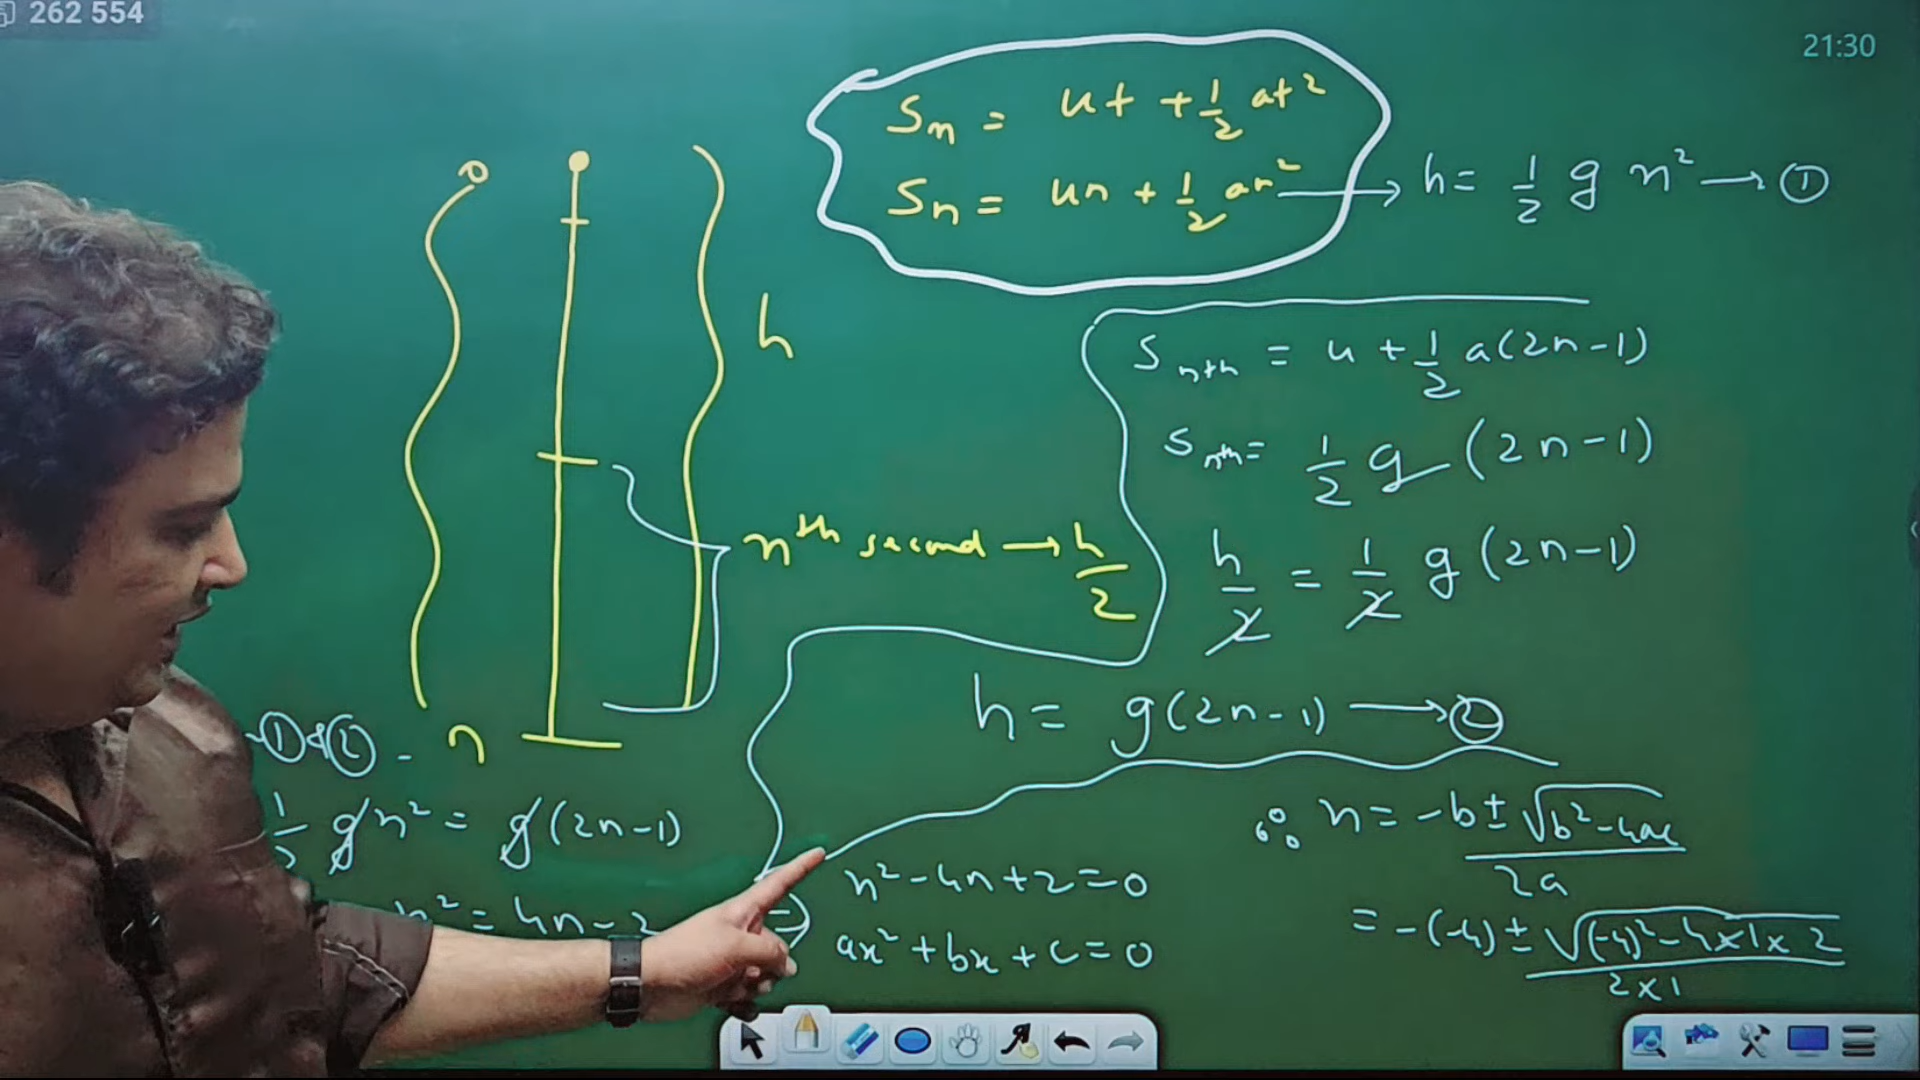 262 554
21:30
Sₙ = ut + 1/2 at²
Sₙ = un + 1/2 an² → h = 1/2 g n² → ①
h
S nth = u + 1/2 a(2n-1)
S nth = 1/2 g (2n-1)
nth second → h/2
h/2 = 1/2 g (2n-1)
h = g(2n-1) → ②
① & ② -
n
1/2 gn² = g(2n-1)
n² = 4n-2 ⇒ n²-4n+2=0
ax²+bx+c=0
∴ n = -b±√b²-4ac/2a
= -(-4)±√(-4)²-4×1×2/2×1